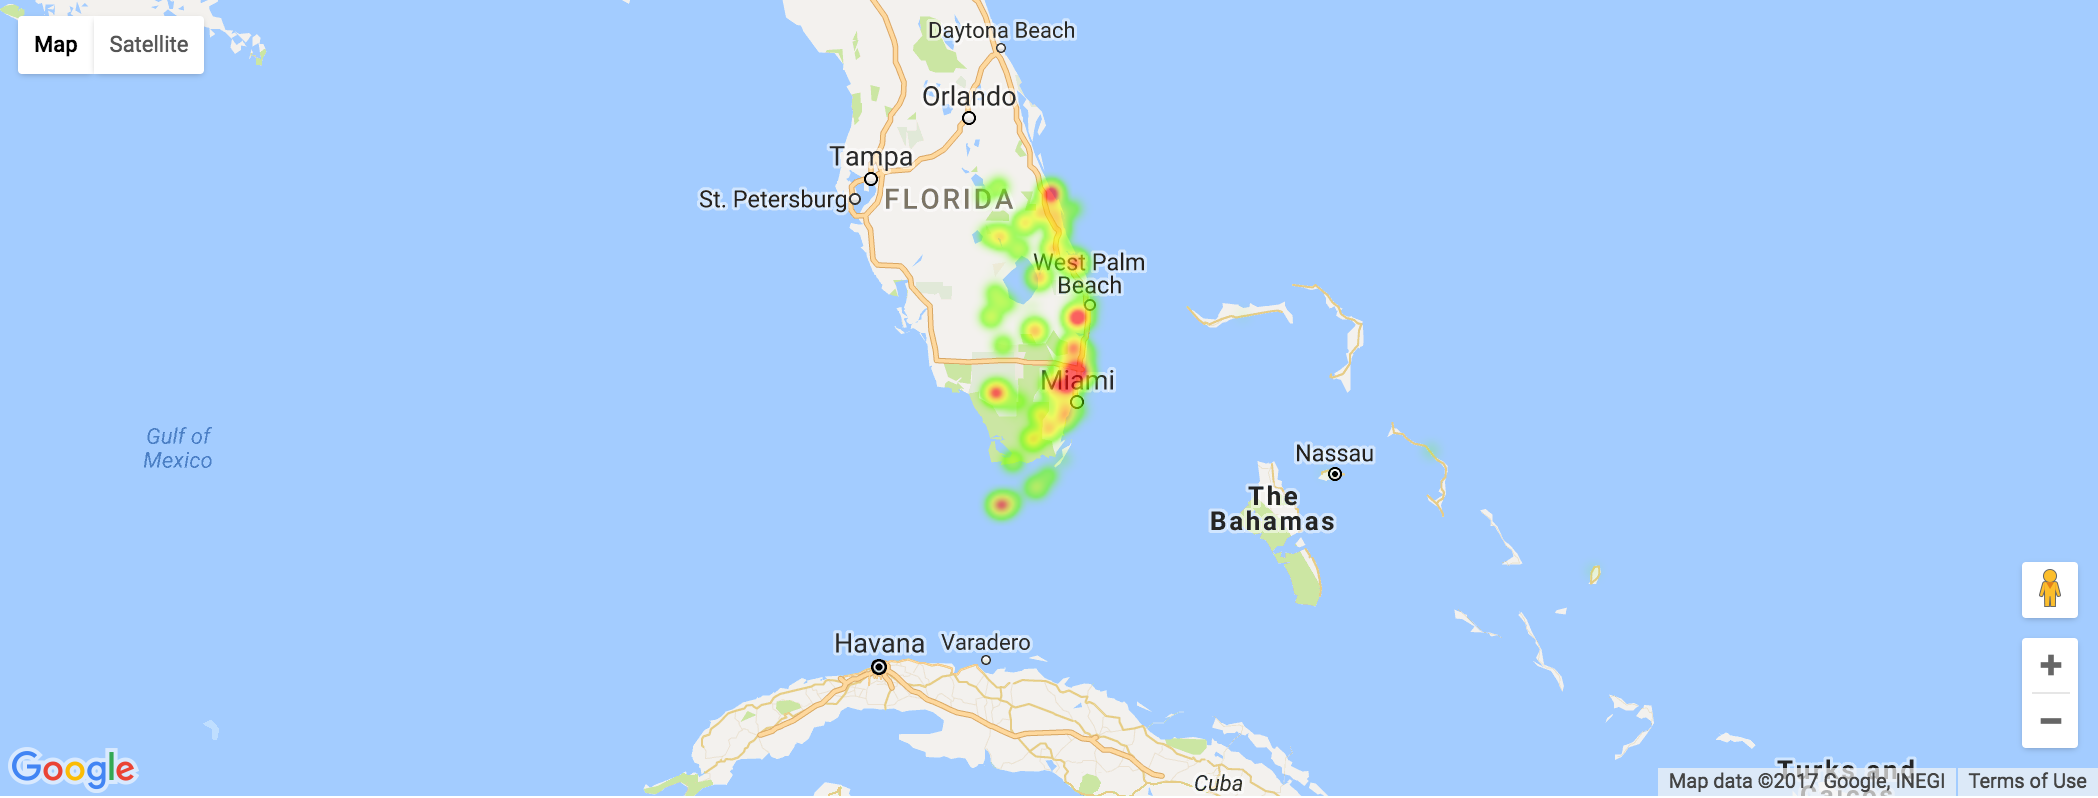 Map
Satellite
Daytona Beach
Orlando
Tampa
St. Petersburg
FLORIDA
West Palm
Beach
Miami
Gulf of
Mexico
Nassau
The
Bahamas
Havana
Varadero
Cuba
Turks and
Caicos
Google
Map data ©2017 Google, INEGI
Terms of Use